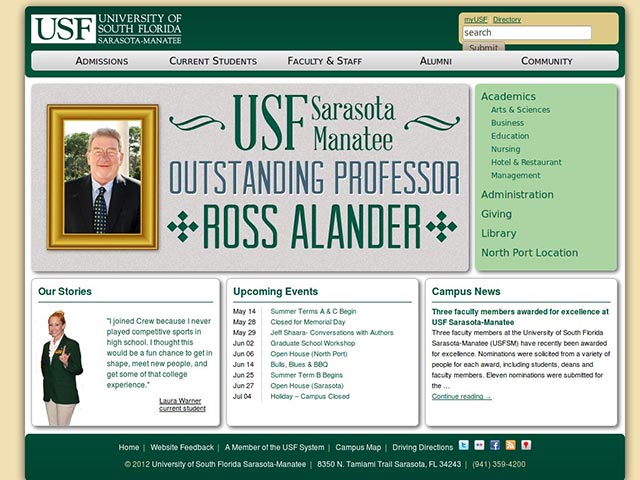 USF UNIVERSITY OF
SOUTH FLORIDA
SARASOTA-MANATEE
myUSF | Directory
search
Submit
ADMISSIONS CURRENT STUDENTS FACULTY & STAFF ALUMNI COMMUNITY
USF Sarasota
Manatee
OUTSTANDING PROFESSOR
ROSS ALANDER
Academics
Arts & Sciences
Business
Education
Nursing
Hotel & Restaurant
Management
Administration
Giving
Library
North Port Location
Our Stories
"I joined Crew because I never
played competitive sports in
high school. I thought this
would be a fun chance to get in
shape, meet new people, and
get some of that college
experience."
Laura Warner
current student
Upcoming Events
May 14 Summer Terms A & C Begin
May 28 Closed for Memorial Day
May 29 Jeff Shaara- Conversations with Authors
Jun 02 Graduate School Workshop
Jun 06 Open House (North Port)
Jun 14 Bulls, Blues & BBQ
Jun 25 Summer Term B Begins
Jun 27 Open House (Sarasota)
Jul 04 Holiday – Campus Closed
Campus News
Three faculty members awarded for excellence at
USF Sarasota-Manatee
Three faculty members at the University of South Florida
Sarasota-Manatee (USFSM) have recently been awarded
for excellence. Nominations were solicited from a variety of
people for each award, including students, deans and
faculty members. Eleven nominations were submitted for
the …
Continue reading →
Home | Website Feedback | A Member of the USF System | Campus Map | Driving Directions
© 2012 University of South Florida Sarasota-Manatee | 8350 N. Tamiami Trail Sarasota, FL 34243 | (941) 359-4200